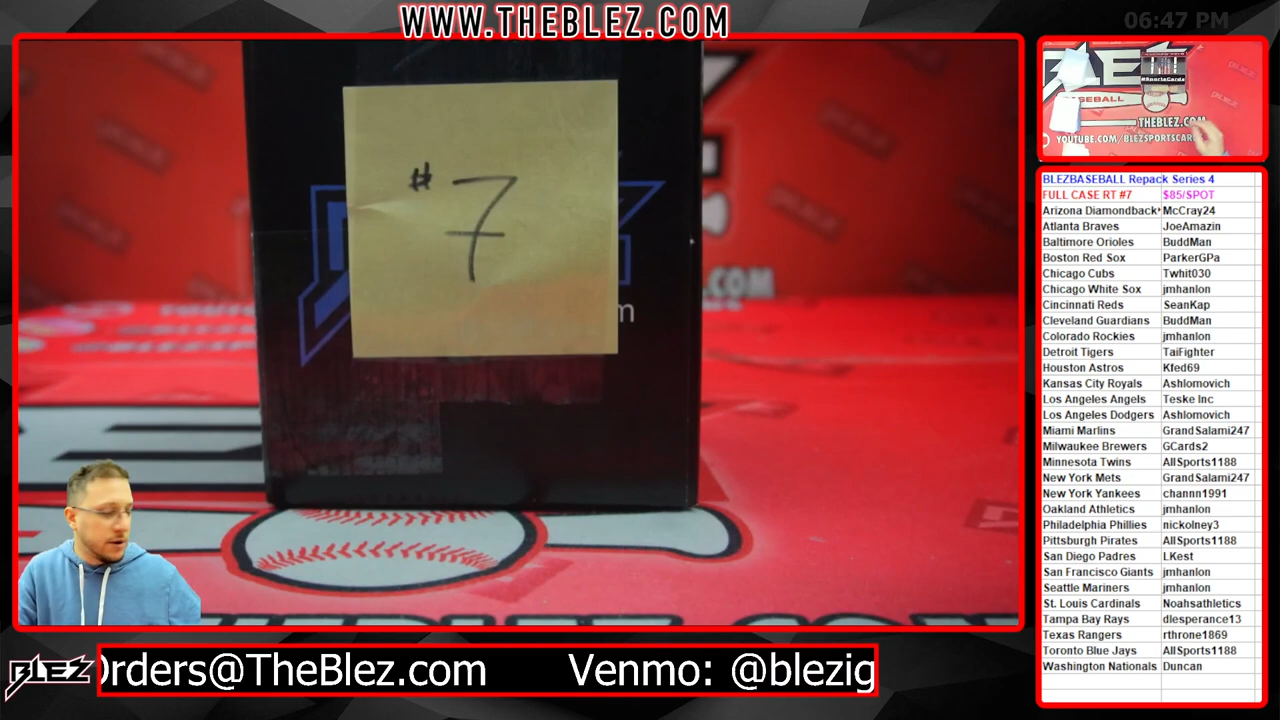 WWW.THEBLEZ.COM
06:47 PM
# 7
m
BASEBALL
#SportsCards
THEBLEZ.COM
BLEZBASEBALL Repack Series 4
FULL CASE RT #7 $85/SPOT
Arizona Diamondback McCray24
Atlanta Braves JoeAmazin
Baltimore Orioles BuddMan
Boston Red Sox ParkerGPa
Chicago Cubs Twhit030
Chicago White Sox jmhanlon
Cincinnati Reds SeanKap
Cleveland Guardians BuddMan
Colorado Rockies jmhanlon
Detroit Tigers TaiFighter
Houston Astros Kfed69
Kansas City Royals Ashlomovich
Los Angeles Angels Teske Inc
Los Angeles Dodgers Ashlomovich
Miami Marlins GrandSalami247
Milwaukee Brewers GCards2
Minnesota Twins AllSports1188
New York Mets GrandSalami247
New York Yankees channn1991
Oakland Athletics jmhanlon
Philadelphia Phillies nickolney3
Pittsburgh Pirates AllSports1188
San Diego Padres LKest
San Francisco Giants jmhanlon
Seattle Mariners jmhanlon
St. Louis Cardinals Noahsathletics
Tampa Bay Rays dlesperance13
Texas Rangers rthrone1869
Toronto Blue Jays AllSports1188
Washington Nationals Duncan
BLEZ
Orders@TheBlez.com Venmo: @blezig